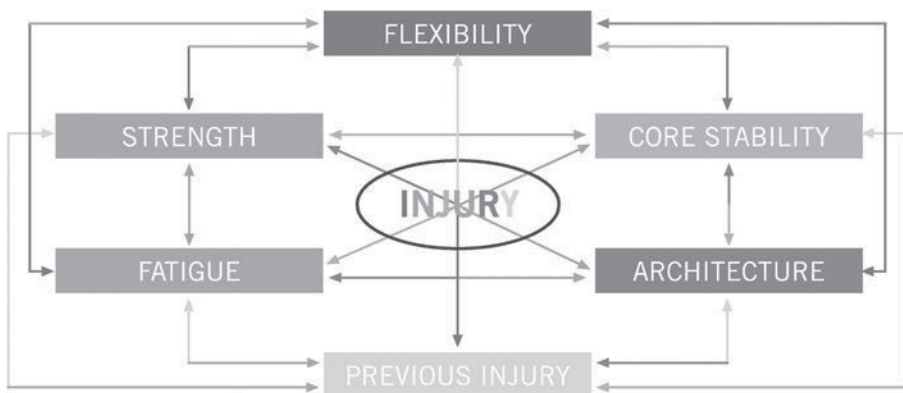 FLEXIBILITY
STRENGTH
CORE STABILITY
INJURY
FATIGUE
ARCHITECTURE
PREVIOUS INJURY